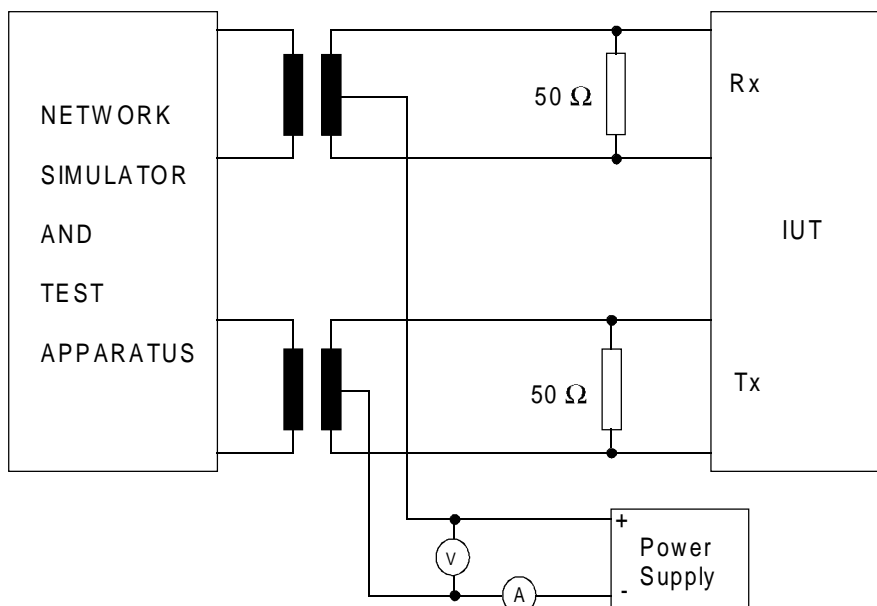 NETWORK
SIMULATOR
AND
TEST
APPARATUS
50 Ω
Rx
IUT
50 Ω
Tx
+
V
Power
Supply
A
-